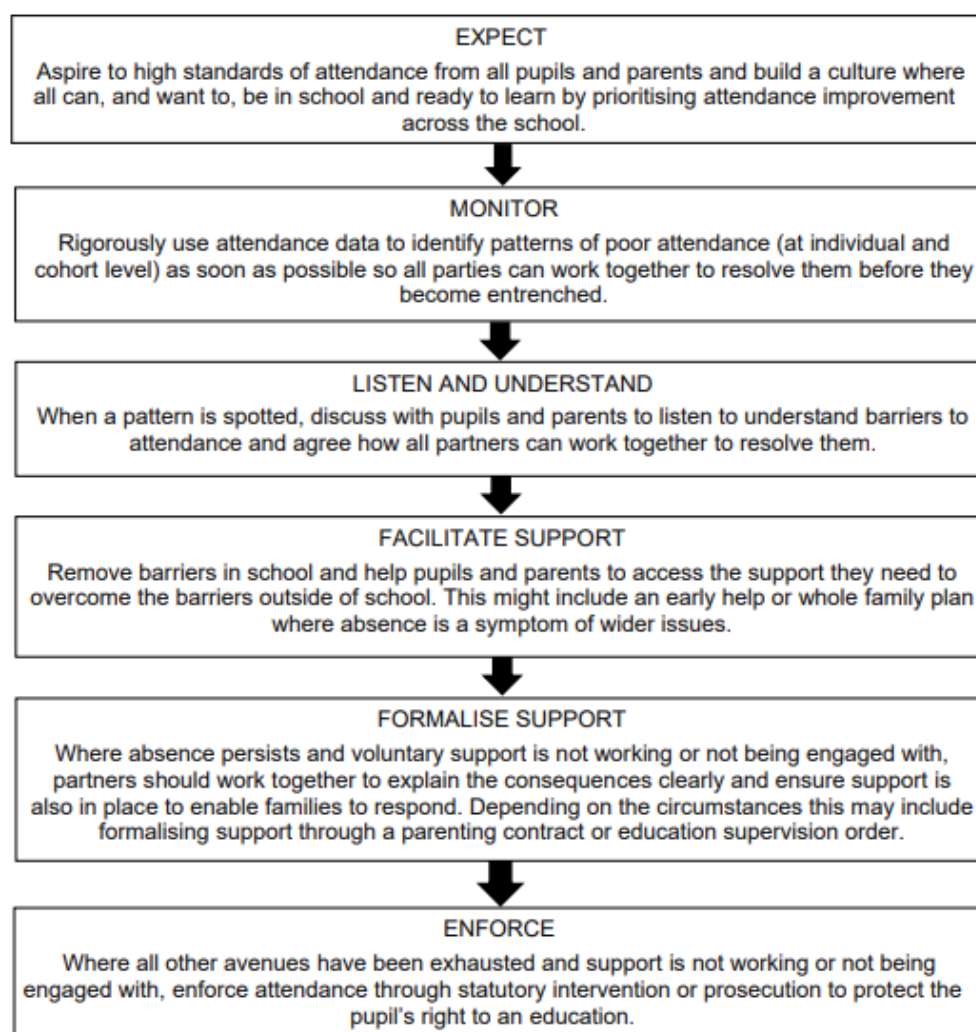 EXPECT
Aspire to high standards of attendance from all pupils and parents and build a culture where
all can, and want to, be in school and ready to learn by prioritising attendance improvement
across the school.
MONITOR
Rigorously use attendance data to identify patterns of poor attendance (at individual and
cohort level) as soon as possible so all parties can work together to resolve them before they
become entrenched.
LISTEN AND UNDERSTAND
When a pattern is spotted, discuss with pupils and parents to listen to understand barriers to
attendance and agree how all partners can work together to resolve them.
FACILITATE SUPPORT
Remove barriers in school and help pupils and parents to access the support they need to
overcome the barriers outside of school. This might include an early help or whole family plan
where absence is a symptom of wider issues.
FORMALISE SUPPORT
Where absence persists and voluntary support is not working or not being engaged with,
partners should work together to explain the consequences clearly and ensure support is
also in place to enable families to respond. Depending on the circumstances this may include
formalising support through a parenting contract or education supervision order.
ENFORCE
Where all other avenues have been exhausted and support is not working or not being
engaged with, enforce attendance through statutory intervention or prosecution to protect the
pupil's right to an education.